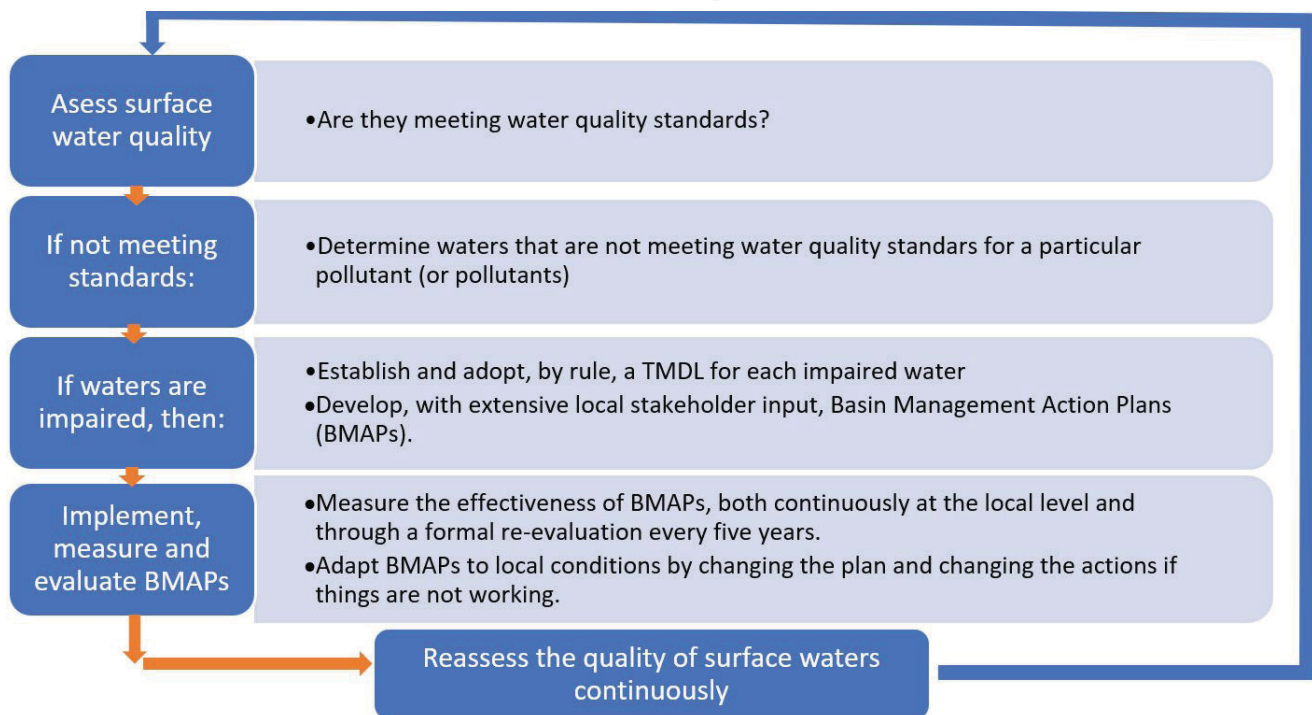 Asess surface
water quality
•Are they meeting water quality standards?
If not meeting
standards:
•Determine waters that are not meeting water quality standars for a particular
pollutant (or pollutants)
If waters are
impaired, then:
•Establish and adopt, by rule, a TMDL for each impaired water
•Develop, with extensive local stakeholder input, Basin Management Action Plans
(BMAPs).
Implement,
measure and
evaluate BMAPs
•Measure the effectiveness of BMAPs, both continuously at the local level and
through a formal re-evaluation every five years.
•Adapt BMAPs to local conditions by changing the plan and changing the actions if
things are not working.
Reassess the quality of surface waters
continuously